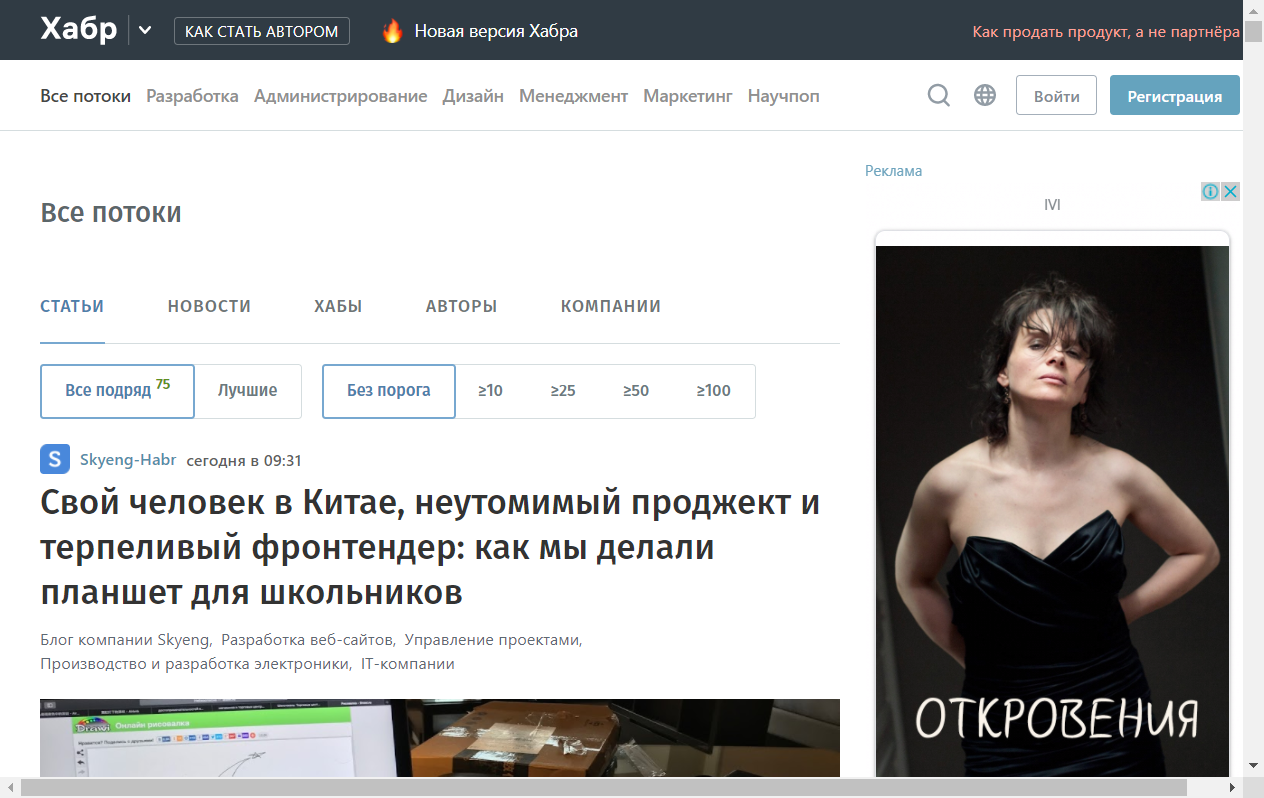 Хабр
КАК СТАТЬ АВТОРОМ
Новая версия Хабра
Как продать продукт, а не партнёра
Все потоки Разработка Администрирование Дизайн Менеджмент Маркетинг Научпоп
Войти
Регистрация
Реклама
IVI
Все потоки
СТАТЬИ НОВОСТИ ХАБЫ АВТОРЫ КОМПАНИИ
Все подряд 75 Лучшие Без порога ≥10 ≥25 ≥50 ≥100
S Skyeng-Habr сегодня в 09:31
Свой человек в Китае, неутомимый проджект и
терпеливый фронтендер: как мы делали
планшет для школьников
Блог компании Skyeng, Разработка веб-сайтов, Управление проектами,
Производство и разработка электроники, IT-компании
Онлайн рисовалка
ОТКРОВЕНИЯ